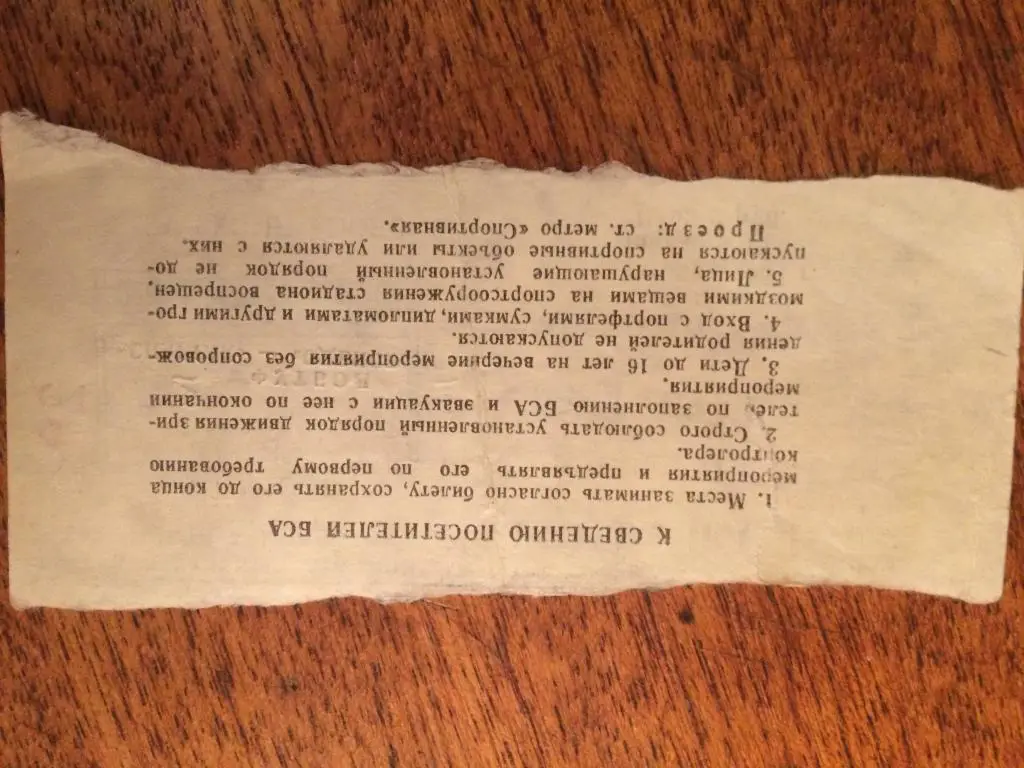 К СВЕДЕНИЮ ПОСЕТИТЕЛЕЙ БСА
1. Места занимать согласно билету, сохранять его до конца
мероприятия и предъявлять его по первому требованию
контролера.
2. Строго соблюдать установленный порядок движения зри-
телей по заполнению БСА и эвакуации с нее по окончании
мероприятия.
3. Дети до 16 лет на вечерние мероприятия без сопровож-
дения родителей не допускаются.
4. Вход с портфелями, сумками, дипломатами и другими гро-
моздкими вещами на спортсооружения стадиона воспрещен.
5. Лица, нарушающие установленный порядок не до-
пускаются на спортивные объекты или удаляются с них.
Проезд: ст. метро «Спортивная».